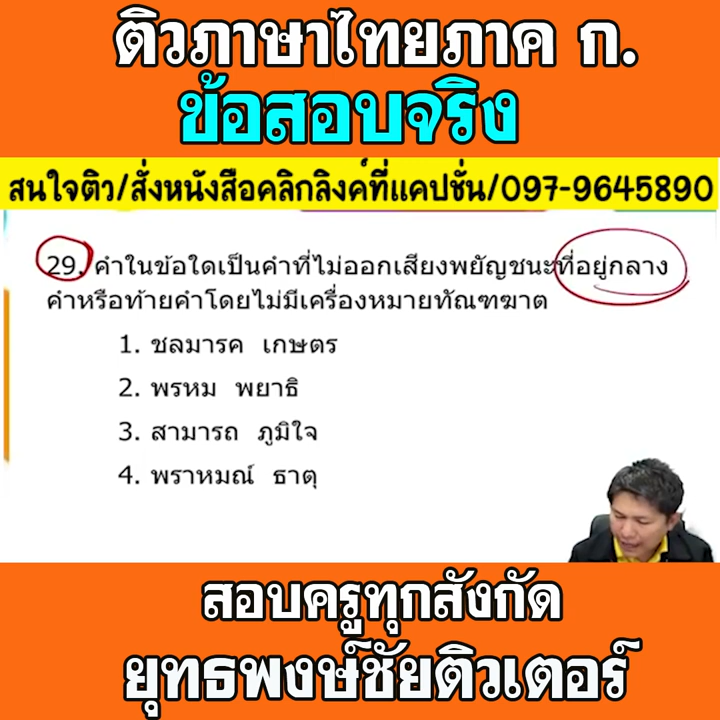 ติวภาษาไทยภาค ก.
ข้อสอบจริง
สนใจติว/สั่งหนังสือคลิกลิงค์ที่แคปชั่น/097-9645890
29. คำในข้อใดเป็นคำที่ไม่ออกเสียงพยัญชนะที่อยู่กลาง
คำหรือท้ายคำโดยไม่มีเครื่องหมายทัณฑฆาต
1. ชลมารค เกษตร
2. พรหม พยาธิ
3. สามารถ ภูมิใจ
4. พราหมณ์ ธาตุ
สอบครูทุกสังกัด
ยุทธพงษ์ชัยติวเตอร์